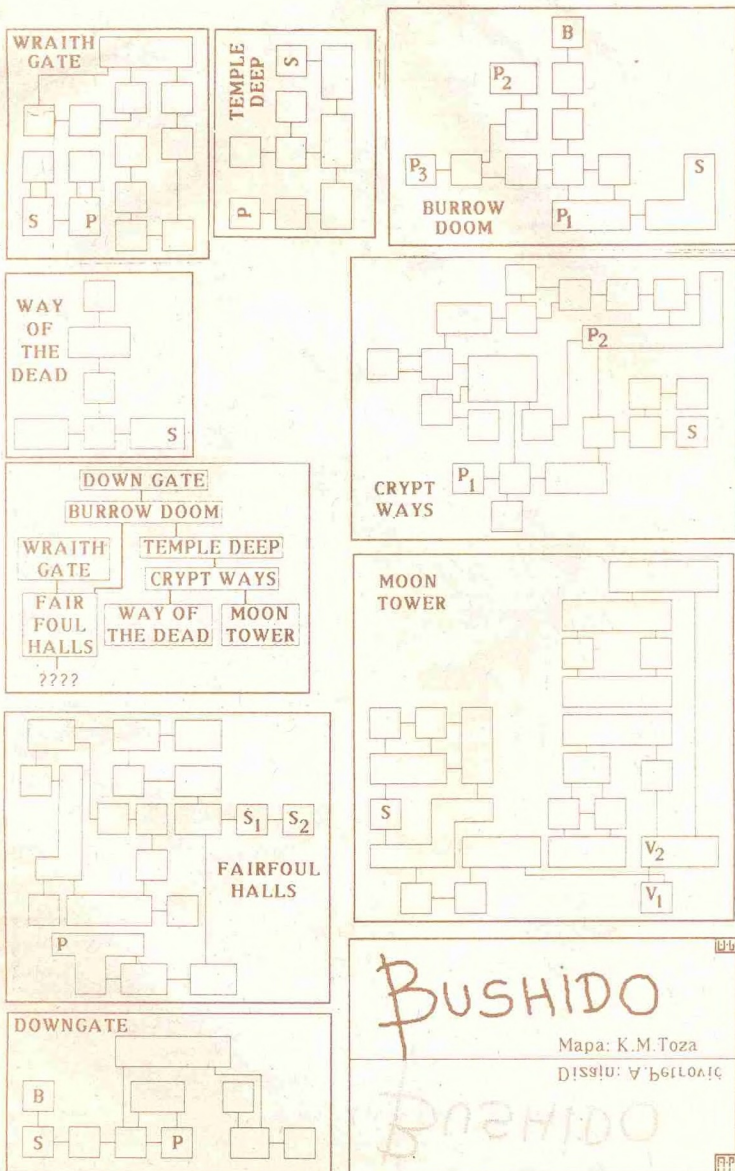 WRAITH
GATE
S
P
TEMPLE
DEEP
S
P
B
P2
P3
S
P1
BURROW
DOOM
WAY
OF
THE
DEAD
S
P2
S
P1
CRYPT
WAYS
DOWN GATE
BURROW DOOM
WRAITH
GATE
TEMPLE DEEP
CRYPT WAYS
FAIR
FOUL
HALLS
WAY OF
THE DEAD
MOON
TOWER
????
MOON
TOWER
S
V2
V1
S1
S2
FAIRFOUL
HALLS
P
DOWNGATE
B
S
P
BUSHIDO
Mapa: K.M.Toza
Dizajn: A.Petrović
BUSHIDO